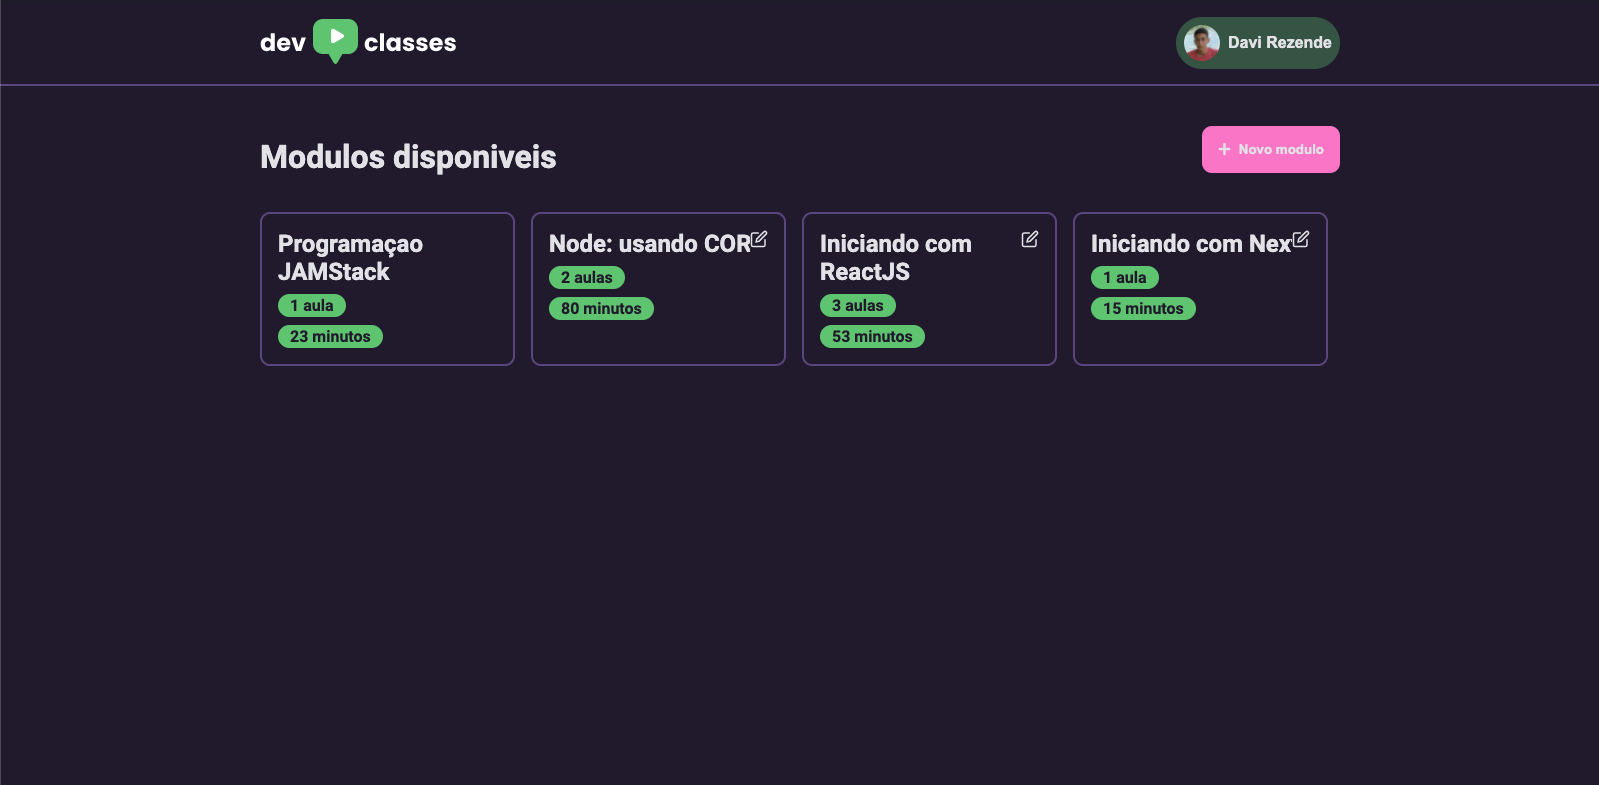 dev classes
Davi Rezende
Modulos disponiveis
+ Novo modulo
Programaçao
JAMStack
1 aula
23 minutos
Node: usando COR
2 aulas
80 minutos
Iniciando com
ReactJS
3 aulas
53 minutos
Iniciando com Nex
1 aula
15 minutos